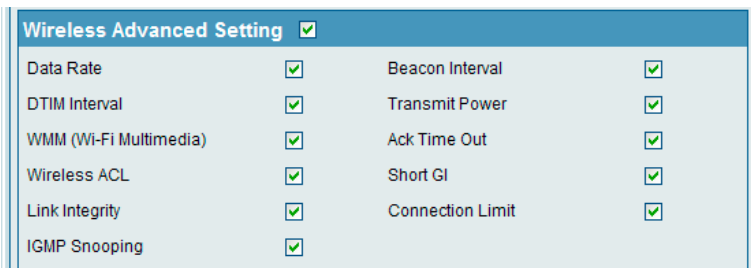 Wireless Advanced Setting
Data Rate Beacon Interval
DTIM Interval Transmit Power
WMM (Wi-Fi Multimedia) Ack Time Out
Wireless ACL Short GI
Link Integrity Connection Limit
IGMP Snooping